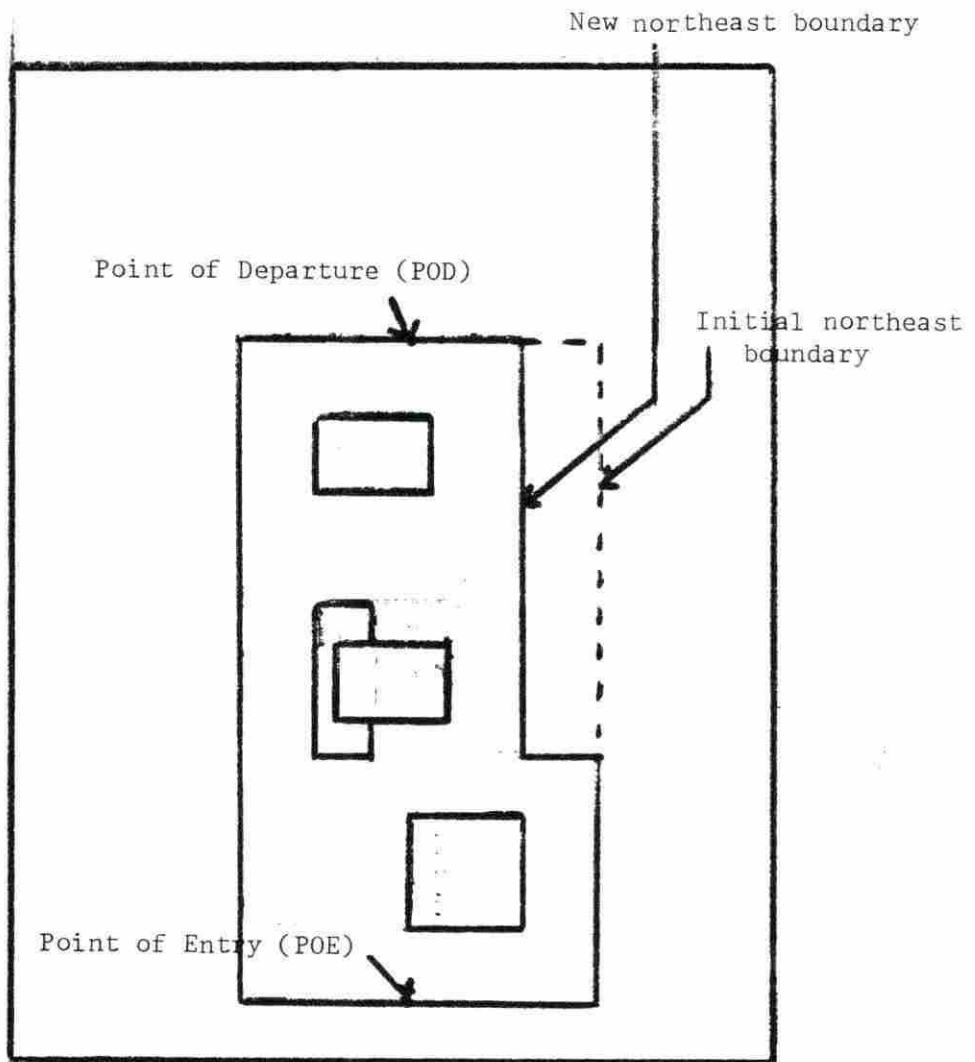 New northeast boundary
Point of Departure (POD)
Initial northeast
boundary
Point of Entry (POE)